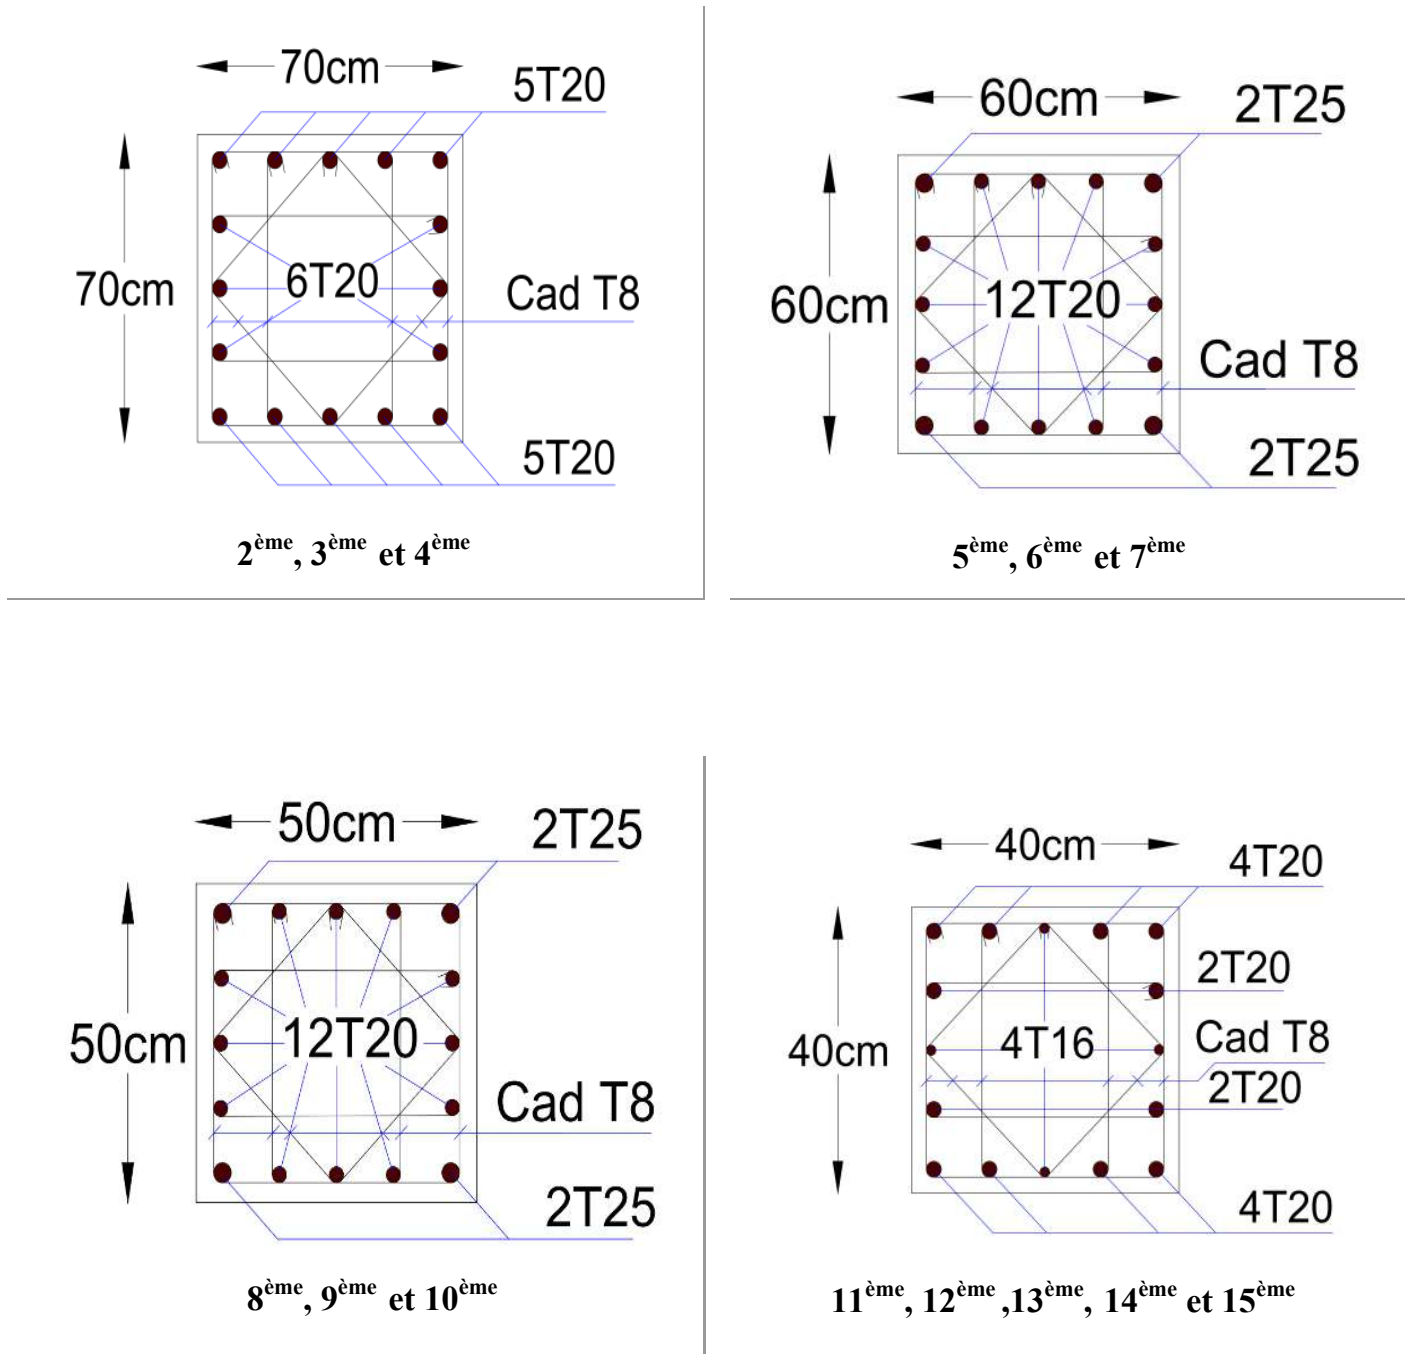 70cm
5T20
70cm
6T20
Cad T8
5T20
2ème, 3ème et 4ème
60cm
2T25
60cm
12T20
Cad T8
2T25
5ème, 6ème et 7ème
50cm
2T25
50cm
12T20
Cad T8
2T25
8ème, 9ème et 10ème
40cm
4T20
2T20
40cm
4T16
Cad T8
2T20
4T20
11ème, 12ème ,13ème, 14ème et 15ème